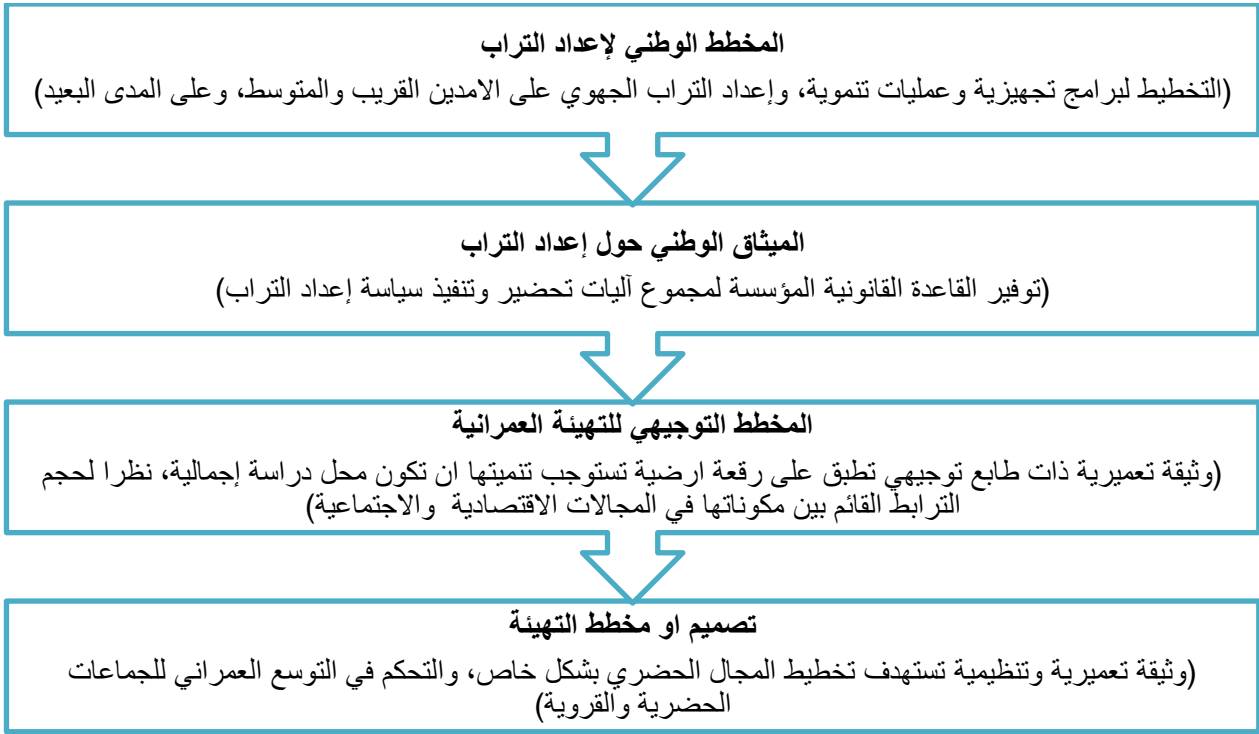 المخطط الوطني لإعداد التراب
(التخطيط لبرامج تجهيزية وعمليات تنموية، وإعداد التراب الجهوي على الامدين القريب والمتوسط، وعلى المدى البعيد)
الميثاق الوطني حول إعداد التراب
(توفير القاعدة القانونية المؤسسة لمجموع آليات تحضير وتنفيذ سياسة إعداد التراب)
المخطط التوجيهي للتهيئة العمرانية
(وثيقة تعميرية ذات طابع توجيهي تطبق على رقعة ارضية تستوجب تنميتها ان تكون محل دراسة إجمالية، نظرا لحجم
الترابط القائم بين مكوناتها في المجالات الاقتصادية والاجتماعية)
تصميم او مخطط التهيئة
(وثيقة تعميرية وتنظيمية تستهدف تخطيط المجال الحضري بشكل خاص، والتحكم في التوسع العمراني للجماعات
الحضرية والقروية)